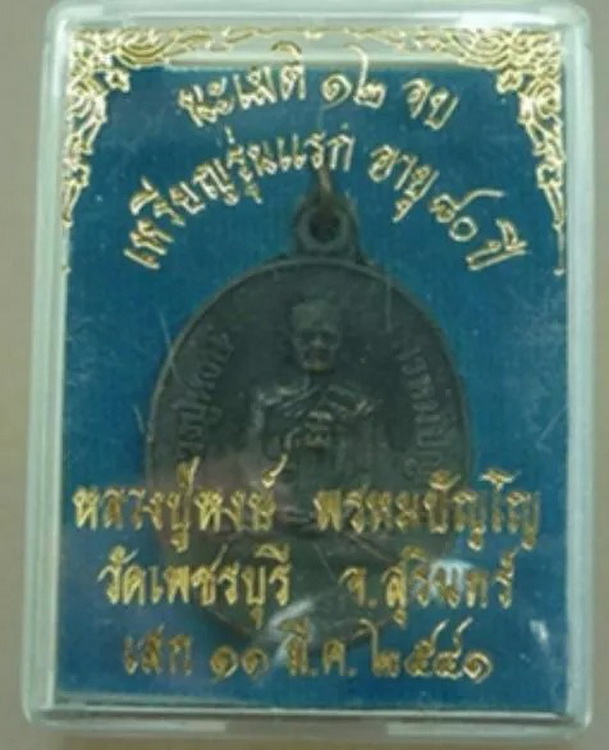 นะเมติ ๑๒ จบ
เหรียญรุ่นแรก อายุ ๘๐ ปี
หลวงปู่หงษ์ พรหมปัญโญ
วัดเพชรบุรี จ.สุรินทร์
เสก ๑๑ มี.ค. ๒๕๔๑